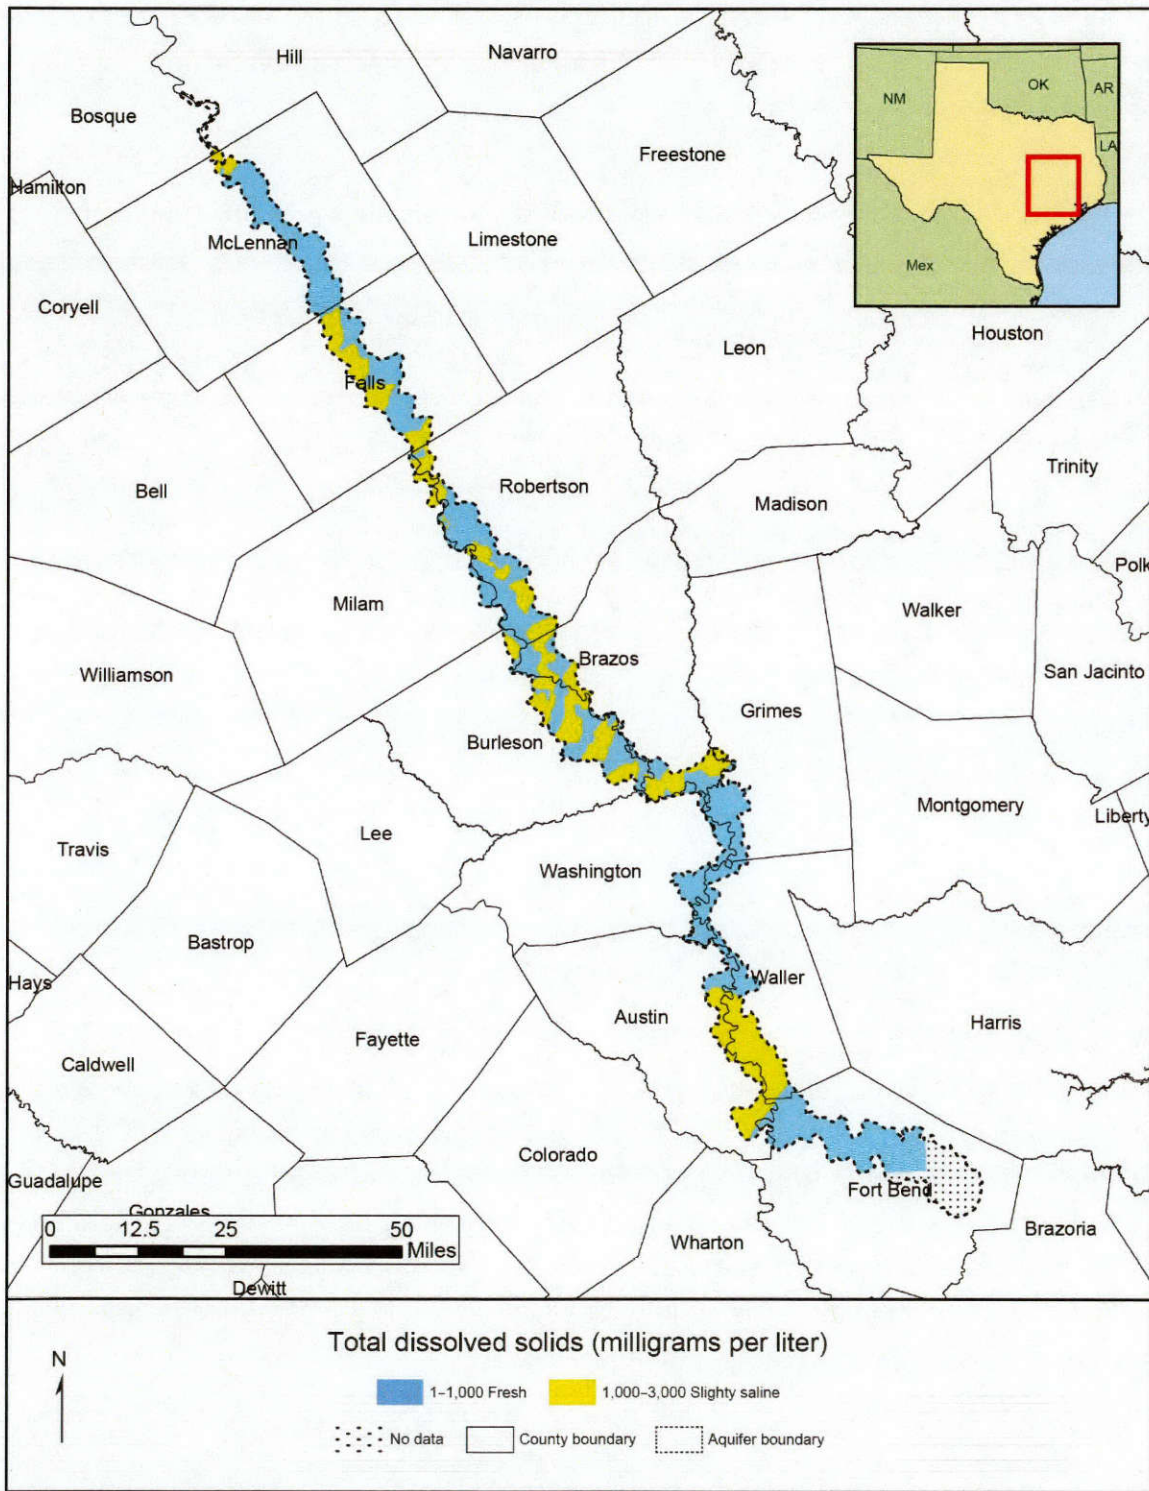 Hill
Navarro
Bosque
Freestone
Hamilton
McLennan
Limestone
Coryell
Leon
Houston
Falls
Bell
Robertson
Trinity
Madison
Polk
Milam
Walker
Williamson
Brazos
San Jacinto
Grimes
Burleson
Montgomery
Liberty
Travis
Lee
Washington
Bastrop
Hays
Waller
Austin
Harris
Fayette
Caldwell
Colorado
Guadalupe
Fort Bend
Gonzales
Wharton
Brazoria
Dewitt
NM
OK
AR
LA
Mex
0 12.5 25 50
Miles
N
Total dissolved solids (milligrams per liter)
1–1,000 Fresh 1,000–3,000 Slighty saline
No data County boundary Aquifer boundary